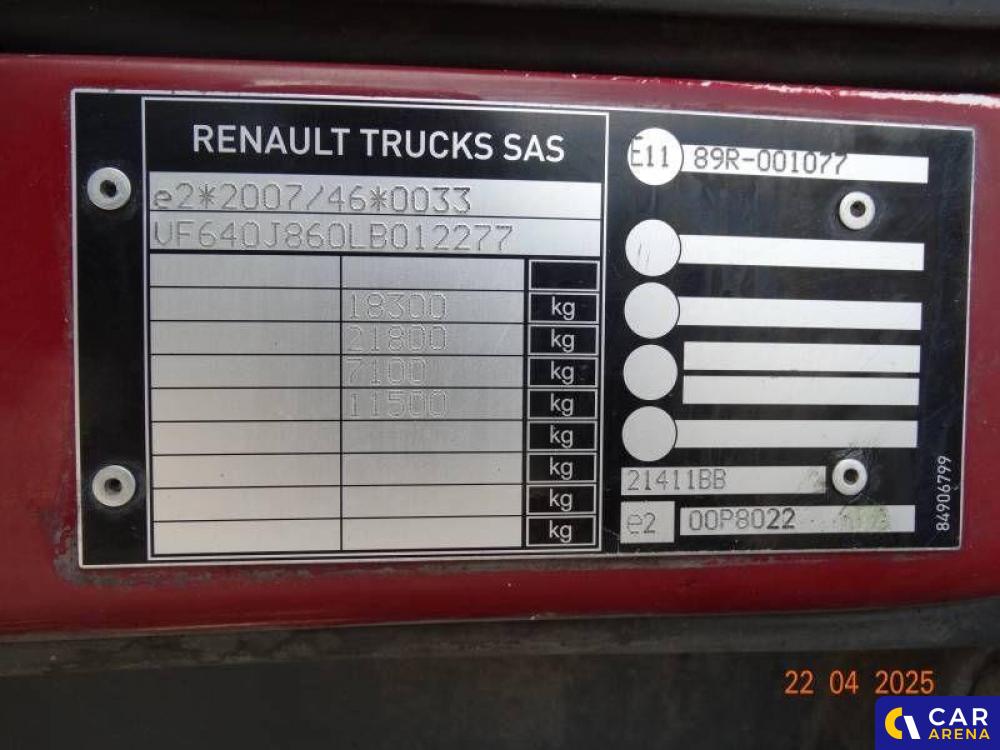 RENAULT TRUCKS SAS
e2*2007/46*0033
VF640J860LB012277
18300 kg
21800 kg
7100 kg
11500 kg
kg
kg
kg
kg
E11 89R-001077
21411BB
e2 00P8022
84906799
22 04 2025
CAR
ARENA